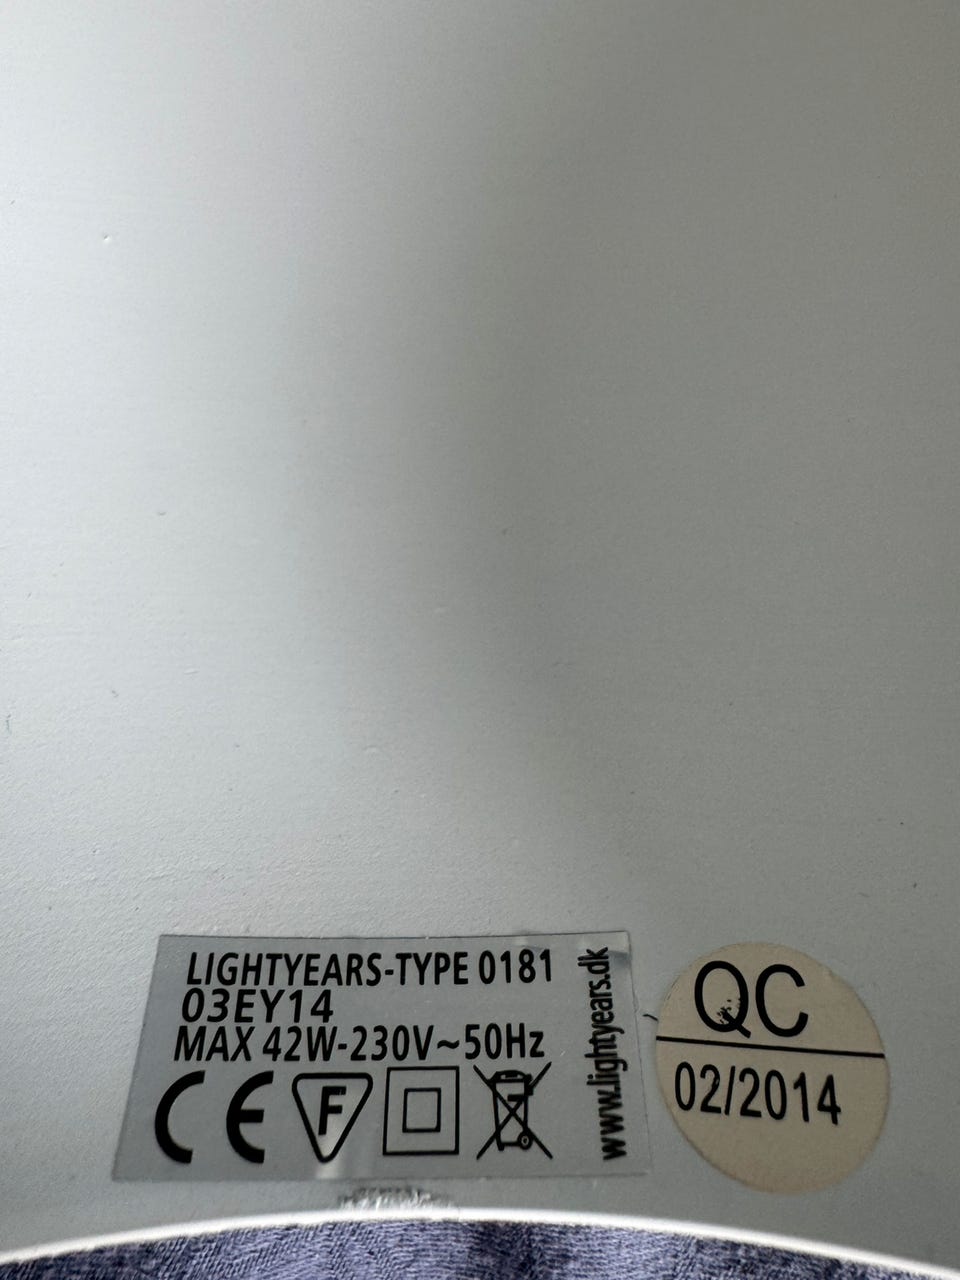 LIGHTYEARS-TYPE 0181
03EY14
MAX 42W-230V~50Hz
CE F
www.lightyears.dk
QC
02/2014